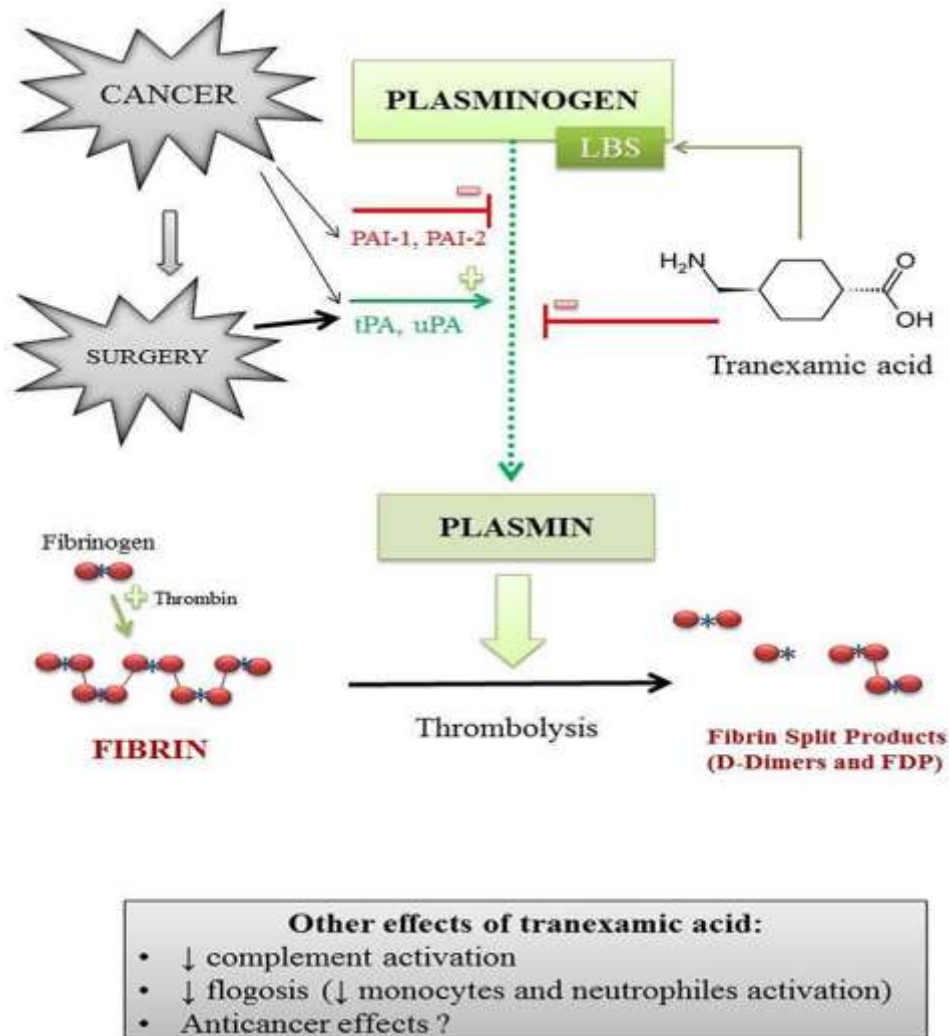 CANCER
PLASMINOGEN
LBS
PAI-1, PAI-2
tPA, uPA
SURGERY
H₂N
O
OH
Tranexamic acid
PLASMIN
Fibrinogen
Thrombin
FIBRIN
Thrombolysis
Fibrin Split Products
(D-Dimers and FDP)
Other effects of tranexamic acid:
• ↓ complement activation
• ↓ flogosis (↓ monocytes and neutrophiles activation)
• Anticancer effects ?